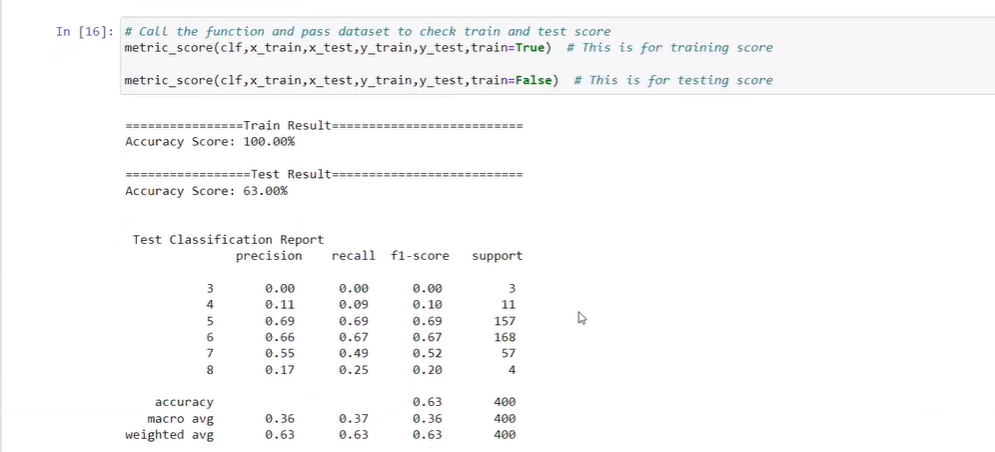 In [16]: # Call the function and pass dataset to check train and test score
metric_score(clf,x_train,x_test,y_train,y_test,train=True)  # This is for training score
metric_score(clf,x_train,x_test,y_train,y_test,train=False)  # This is for testing score
================Train Result==========================
Accuracy Score: 100.00%
=================Test Result==========================
Accuracy Score: 63.00%
Test Classification Report
precision    recall  f1-score   support
3       0.00      0.00      0.00         3
4       0.11      0.09      0.10        11
5       0.69      0.69      0.69       157
6       0.66      0.67      0.67       168
7       0.55      0.49      0.52        57
8       0.17      0.25      0.20         4
accuracy                           0.63       400
macro avg       0.36      0.37      0.36       400
weighted avg       0.63      0.63      0.63       400